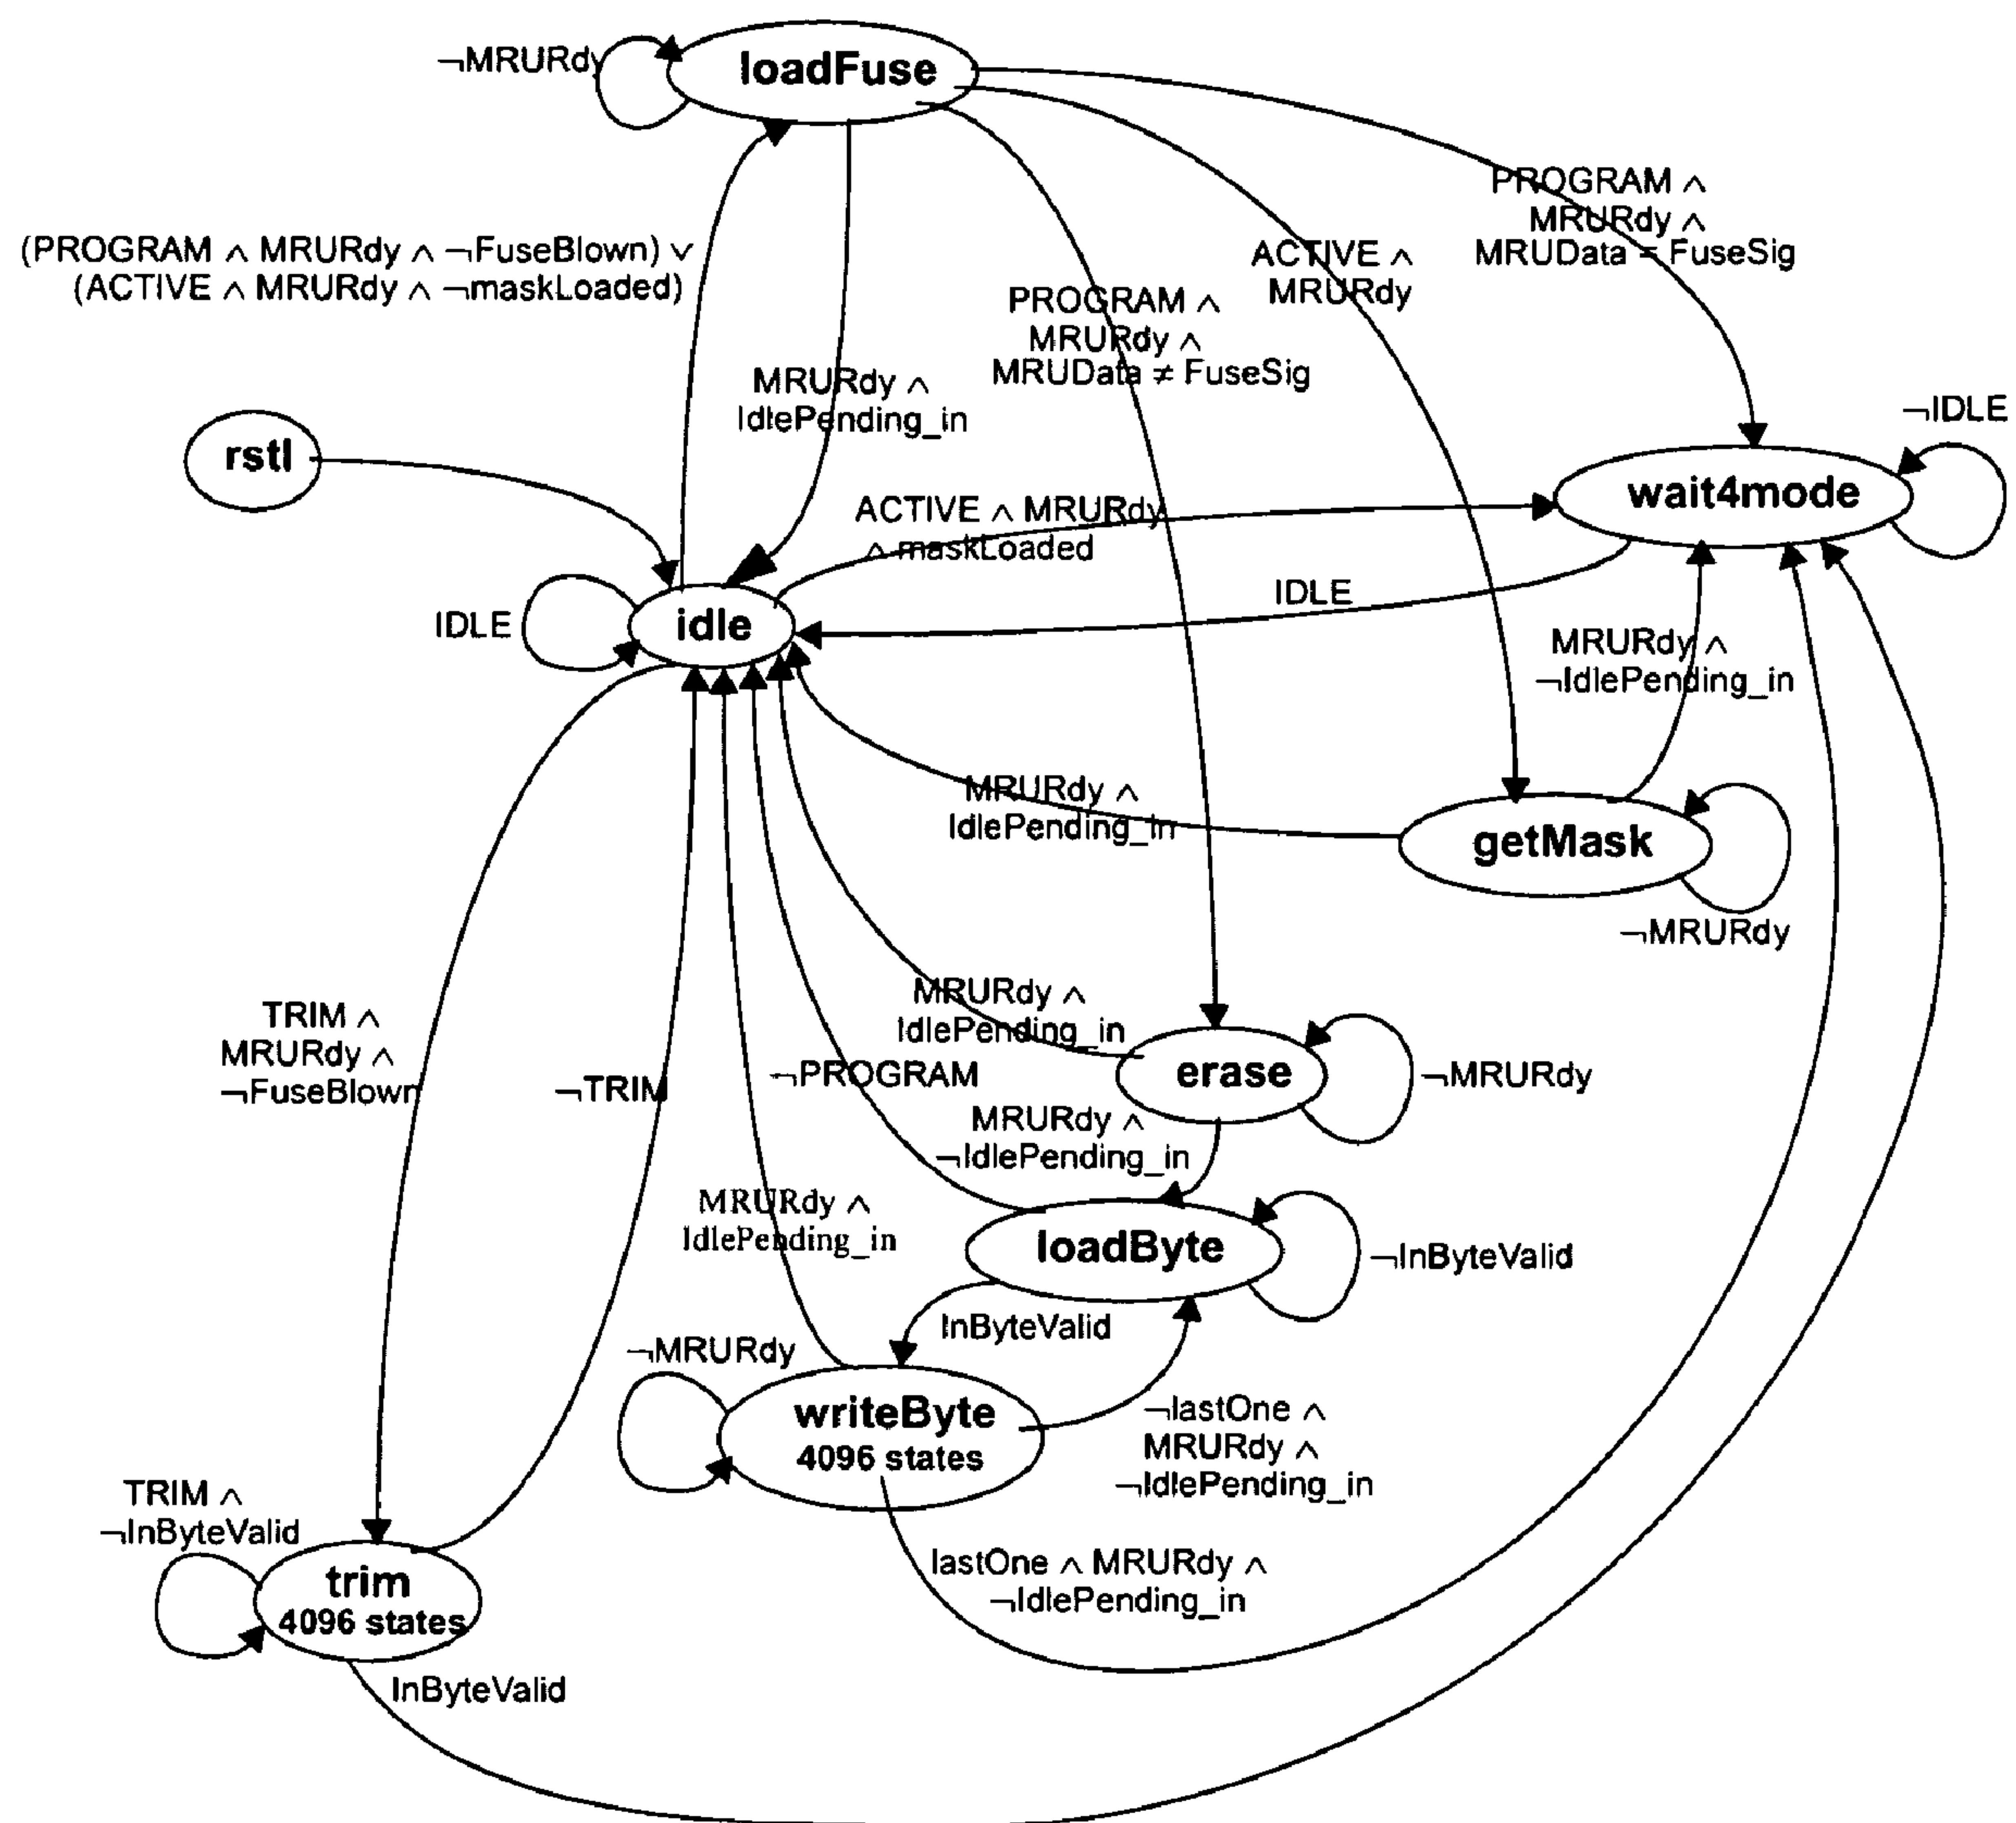 loadFuse
¬MRURdy
PROGRAM ∧
MRURdy ∧
MRUData = FuseSig
(PROGRAM ∧ MRURdy ∧ ¬FuseBlown) ∨
(ACTIVE ∧ MRURdy ∧ ¬maskLoaded)
ACTIVE ∧
MRURdy
PROGRAM ∧
MRURdy ∧
MRUData ≠ FuseSig
MRURdy ∧
IdlePending_in
¬IDLE
rstl
wait4mode
ACTIVE ∧ MRURdy
∧ maskLoaded
IDLE
IDLE
idle
MRURdy ∧
¬IdlePending_in
MRURdy ∧
IdlePending_in
getMask
¬MRURdy
MRURdy ∧
IdlePending_in
TRIM ∧
MRURdy ∧
¬FuseBlown
¬TRIM
¬PROGRAM
erase
¬MRURdy
MRURdy ∧
¬IdlePending_in
MRURdy ∧
IdlePending_in
loadByte
¬InByteValid
InByteValid
¬MRURdy
writeByte
4096 states
¬lastOne ∧
MRURdy ∧
¬IdlePending_in
TRIM ∧
¬InByteValid
lastOne ∧ MRURdy ∧
¬IdlePending_in
trim
4096 states
InByteValid